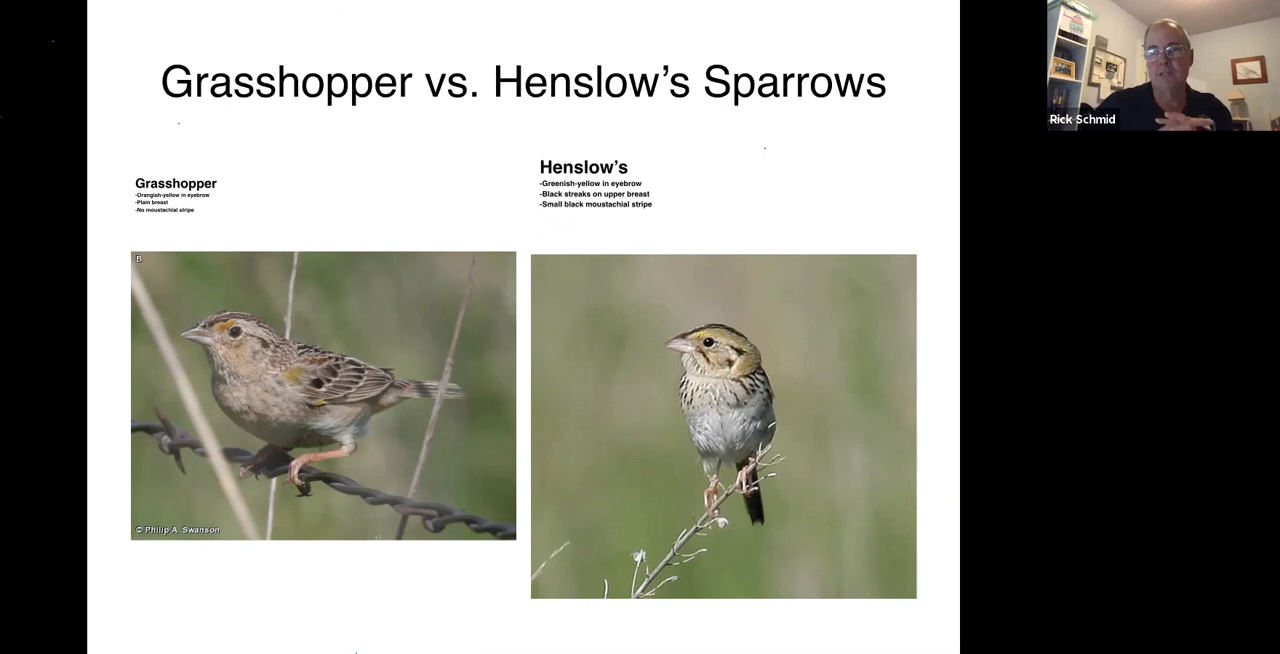 Grasshopper vs. Henslow's Sparrows
Grasshopper
-Orangish-yellow in eyebrow
-Plain breast
-No moustachial stripe
Henslow's
-Greenish-yellow in eyebrow
-Black streaks on upper breast
-Small black moustachial stripe
B
© Philip A. Swanson
Rick Schmid